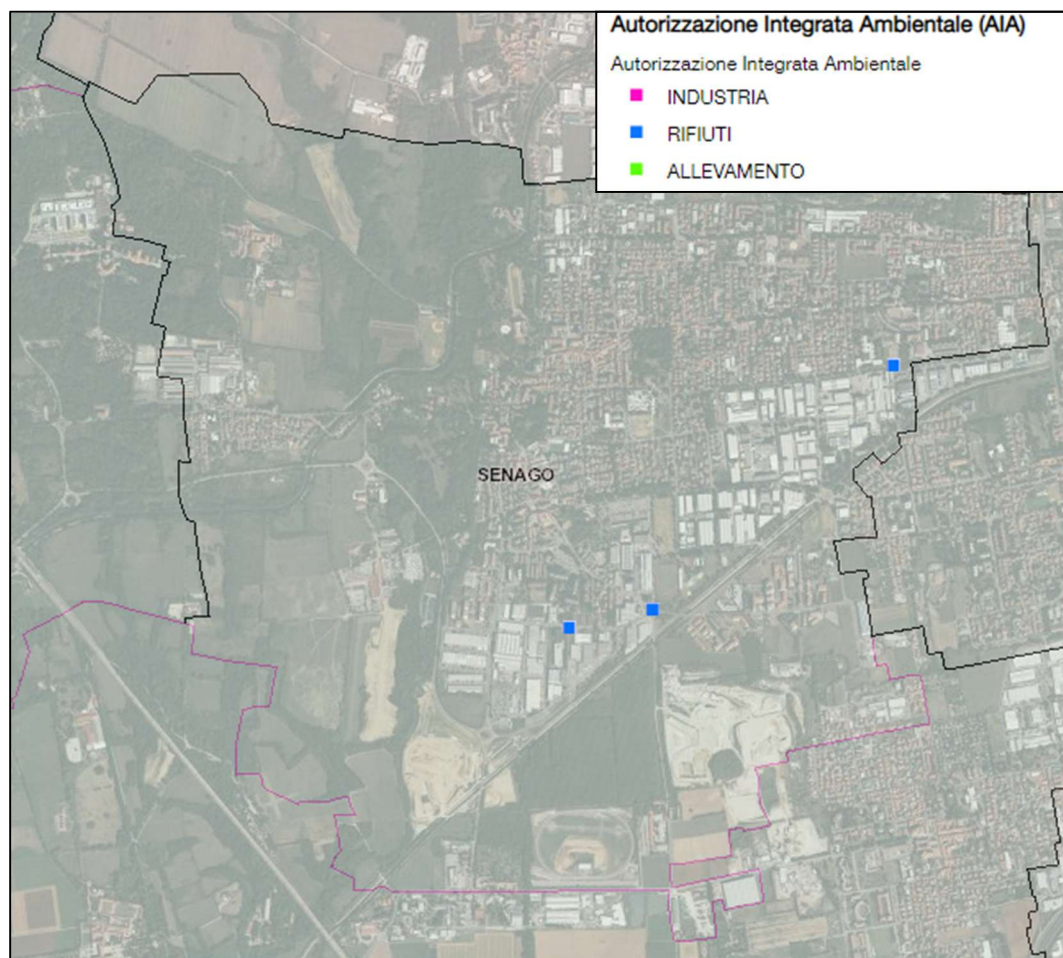 Autorizzazione Integrata Ambientale (AIA)
Autorizzazione Integrata Ambientale
INDUSTRIA
RIFIUTI
ALLEVAMENTO
SENAGO